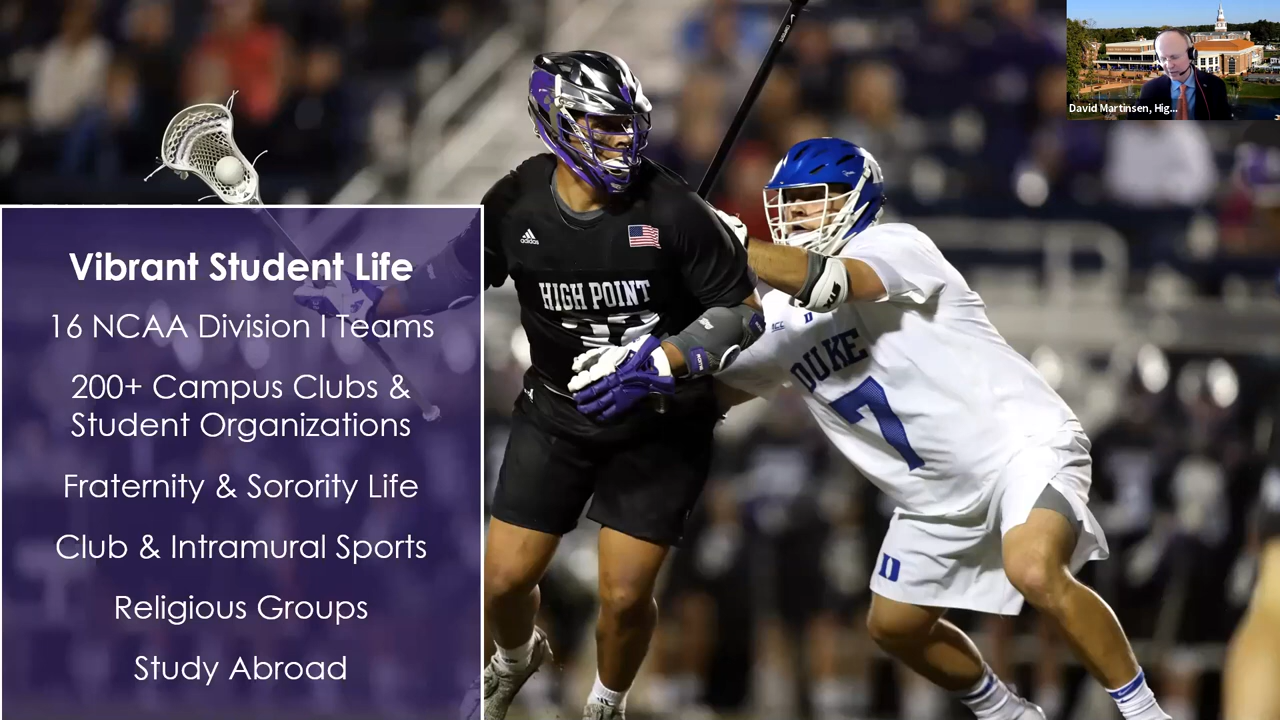 David Martinsen, Hig...
Vibrant Student Life
16 NCAA Division I Teams
200+ Campus Clubs &
Student Organizations
Fraternity & Sorority Life
Club & Intramural Sports
Religious Groups
Study Abroad
adidas
HIGH POINT
DUKE
7
D